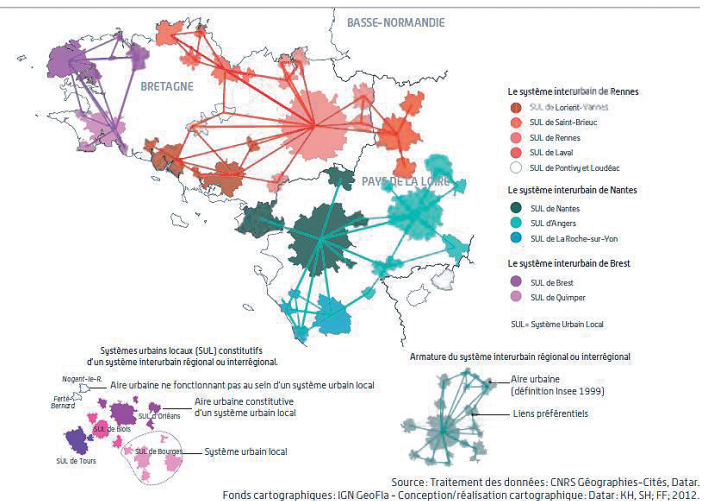 BASSE-NORMANDIE
BRETAGNE
PAYS DE LA LOIRE
Le système interurbain de Rennes
SUL de Lorient-Vannes
SUL de Saint-Brieuc
SUL de Rennes
SUL de Laval
SUL de Pontivy et Loudéac
Le système interurbain de Nantes
SUL de Nantes
SUL d'Angers
SUL de La Roche-sur-Yon
Le système interurbain de Brest
SUL de Brest
SUL de Quimper
SUL= Système Urbain Local
Systèmes urbains locaux (SUL) constitutifs
d'un système interurbain régional ou interrégional.
Nogent-le-R.
Aire urbaine ne fonctionnant pas au sein d'un système urbain local
Ferté-
Bernard
Aire urbaine constitutive
d'un système urbain local
SUL d'Orléans
SUL de Blois
SUL de Bourges
Système urbain local
SUL de Tours
Armature du système interurbain régional ou interrégional
Aire urbaine
(définition Insee 1999)
Liens préférentiels
Source: Traitement des données: CNRS Géographies-Cités, Datar.
Fonds cartographiques: IGN GeoFla - Conception/réalisation cartographique: Datar: KH, SH; FF; 2012.